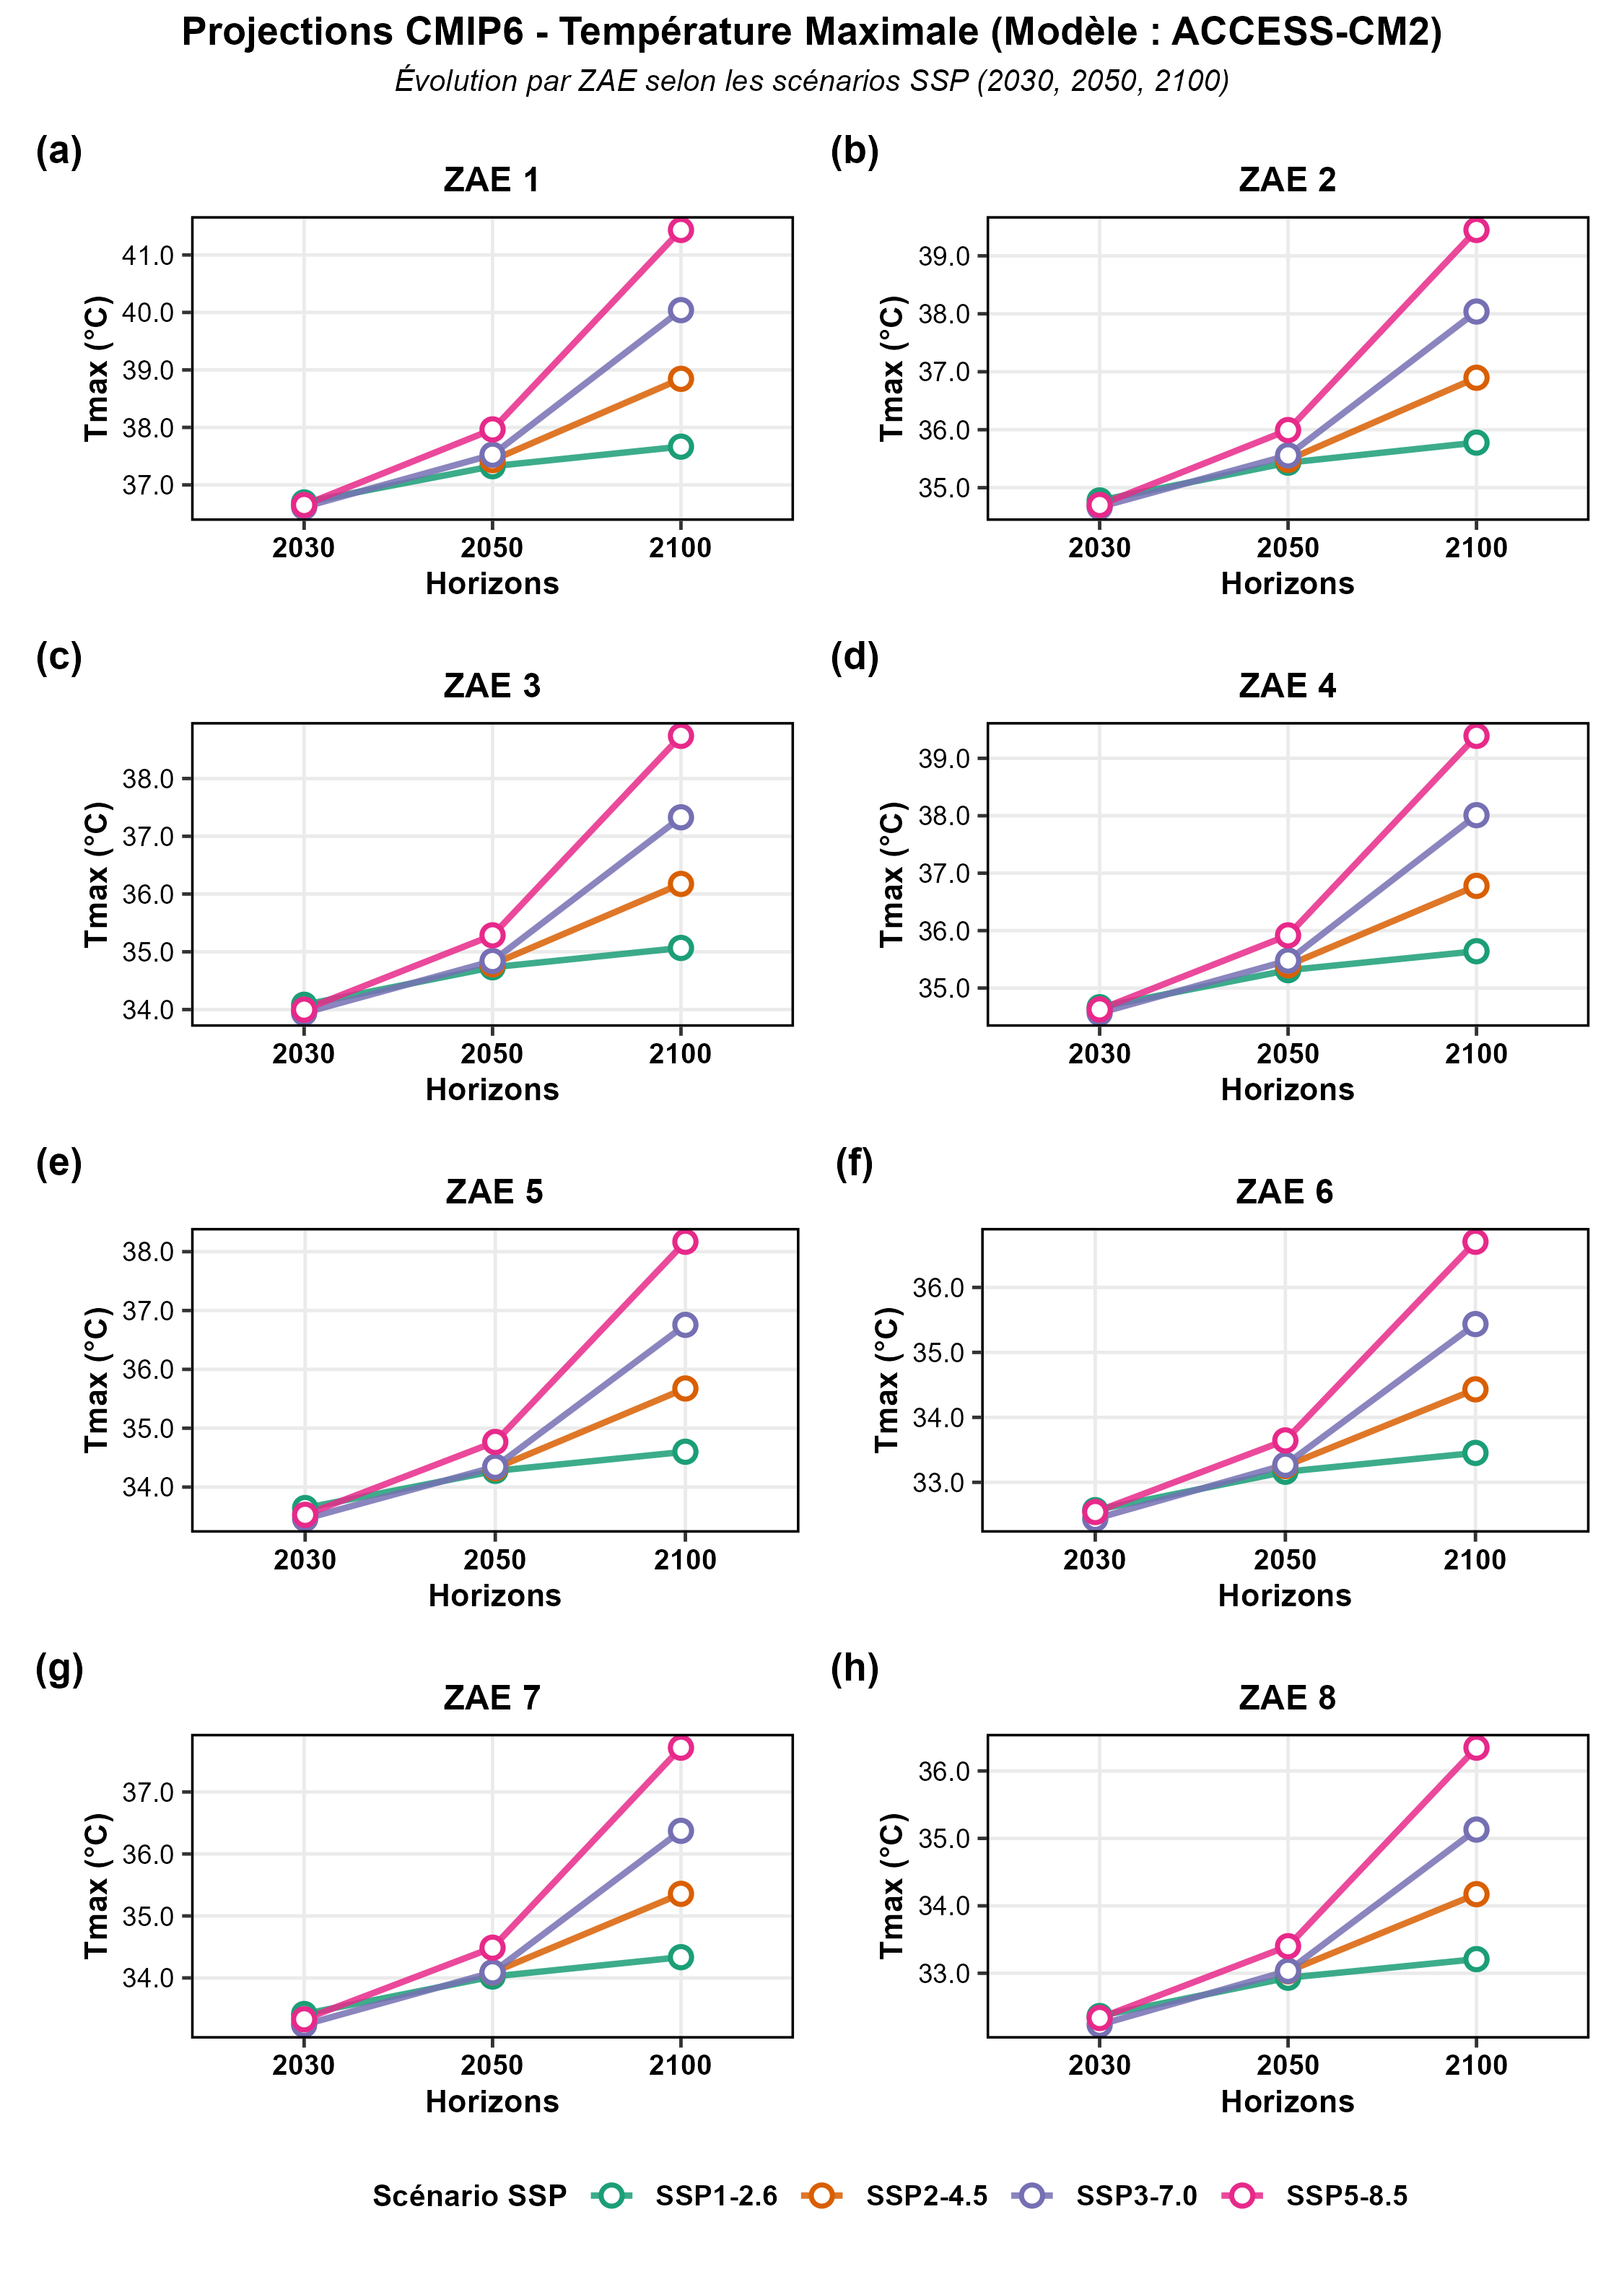 Projections CMIP6 - Température Maximale (Modèle : ACCESS-CM2)
Évolution par ZAE selon les scénarios SSP (2030, 2050, 2100)
(a)
ZAE 1
Tmax (°C)
41.0
40.0
39.0
38.0
37.0
2030 2050 2100
Horizons
(b)
ZAE 2
Tmax (°C)
39.0
38.0
37.0
36.0
35.0
2030 2050 2100
Horizons
(c)
ZAE 3
Tmax (°C)
38.0
37.0
36.0
35.0
34.0
2030 2050 2100
Horizons
(d)
ZAE 4
Tmax (°C)
39.0
38.0
37.0
36.0
35.0
2030 2050 2100
Horizons
(e)
ZAE 5
Tmax (°C)
38.0
37.0
36.0
35.0
34.0
2030 2050 2100
Horizons
(f)
ZAE 6
Tmax (°C)
36.0
35.0
34.0
33.0
2030 2050 2100
Horizons
(g)
ZAE 7
Tmax (°C)
37.0
36.0
35.0
34.0
2030 2050 2100
Horizons
(h)
ZAE 8
Tmax (°C)
36.0
35.0
34.0
33.0
2030 2050 2100
Horizons
Scénario SSP SSP1-2.6 SSP2-4.5 SSP3-7.0 SSP5-8.5